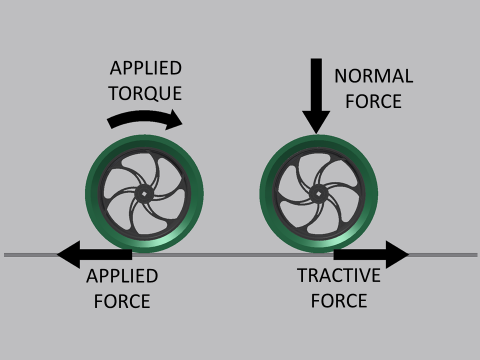 APPLIED
TORQUE
NORMAL
FORCE
APPLIED
FORCE
TRACTIVE
FORCE